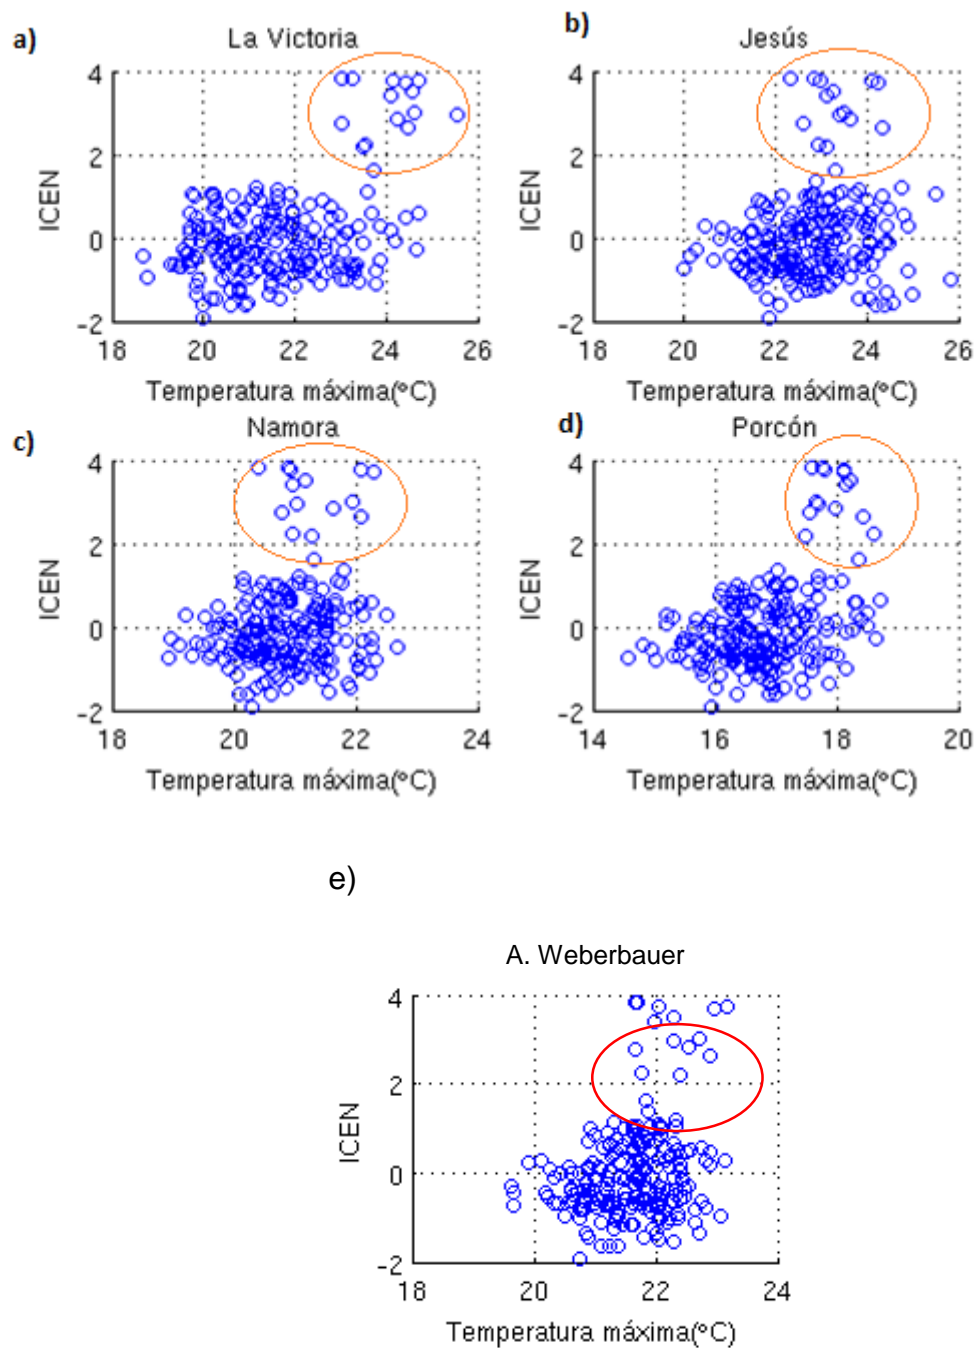 a)
La Victoria
4
2
0
-2
ICEN
18 20 22 24 26
Temperatura máxima(°C)
b)
Jesús
4
2
0
-2
ICEN
18 20 22 24 26
Temperatura máxima(°C)
c)
Namora
4
2
0
-2
ICEN
18 20 22 24
Temperatura máxima(°C)
d)
Porcón
4
2
0
-2
ICEN
14 16 18 20
Temperatura máxima(°C)
e)
A. Weberbauer
4
2
0
-2
ICEN
18 20 22 24
Temperatura máxima(°C)